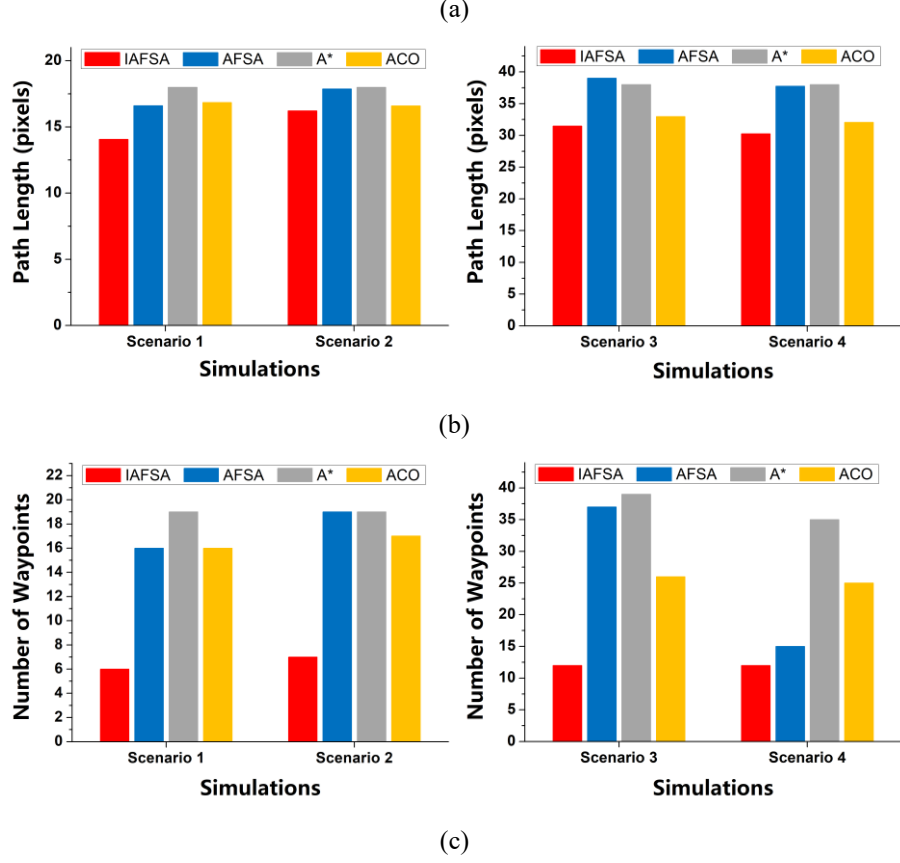 (a)
IAFSA AFSA A* ACO
Path Length (pixels)
20
15
10
5
0
Scenario 1 Scenario 2
Simulations
IAFSA AFSA A* ACO
Path Length (pixels)
40
35
30
25
20
15
10
5
0
Scenario 3 Scenario 4
Simulations
(b)
IAFSA AFSA A* ACO
Number of Waypoints
22
20
18
16
14
12
10
8
6
4
2
0
Scenario 1 Scenario 2
Simulations
IAFSA AFSA A* ACO
Number of Waypoints
40
35
30
25
20
15
10
5
0
Scenario 3 Scenario 4
Simulations
(c)